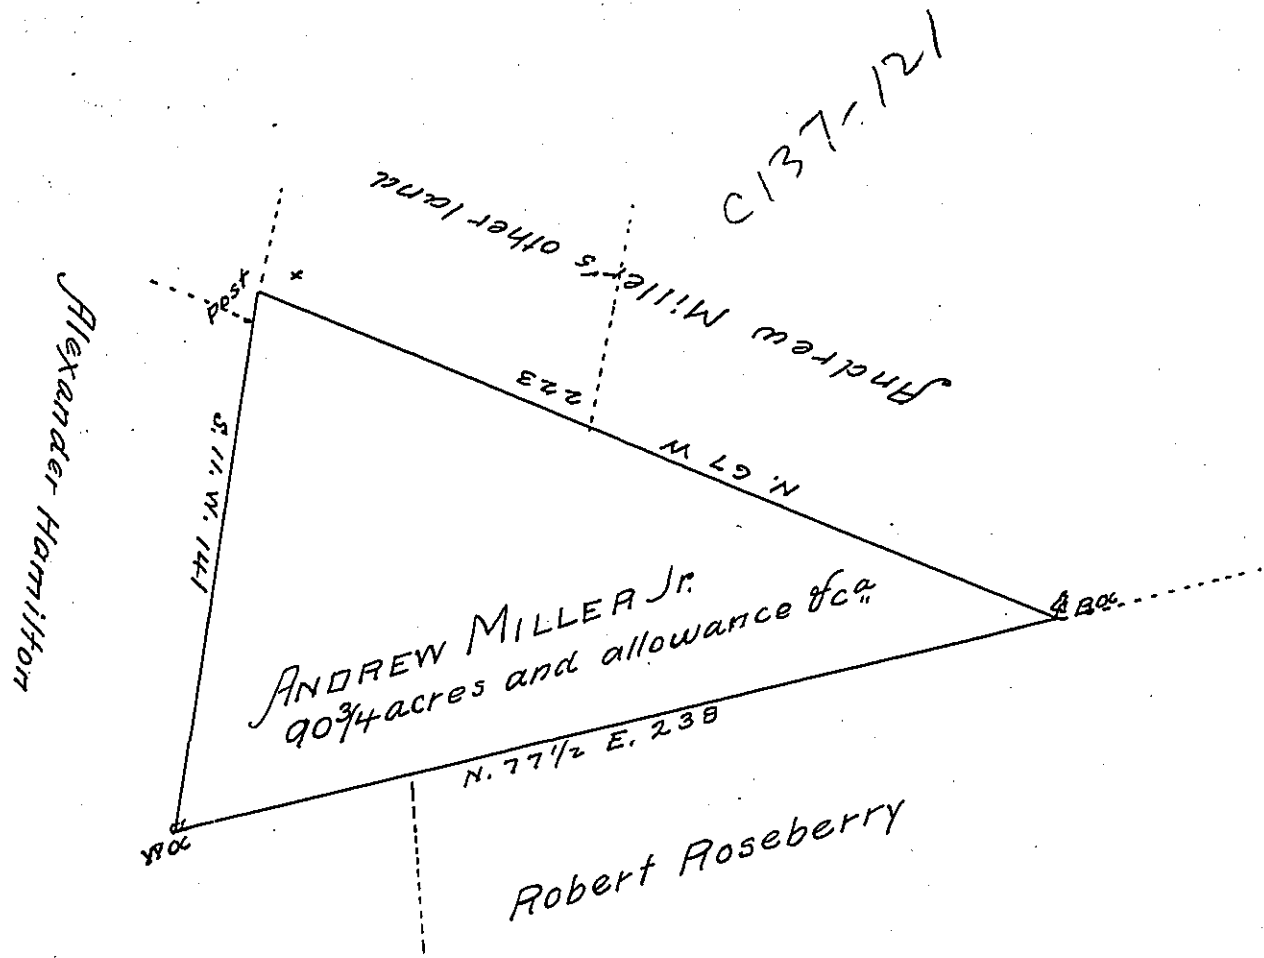 C137-121
Andrew Miller's other land
post
x
Alexander Hamilton
S. 11. W. 141
N. 67 W 223
Bα
ANDREW MILLER Jr.
90¾ acres and allowance &cᵃ
N. 77½ E. 238
Robert Roseberry